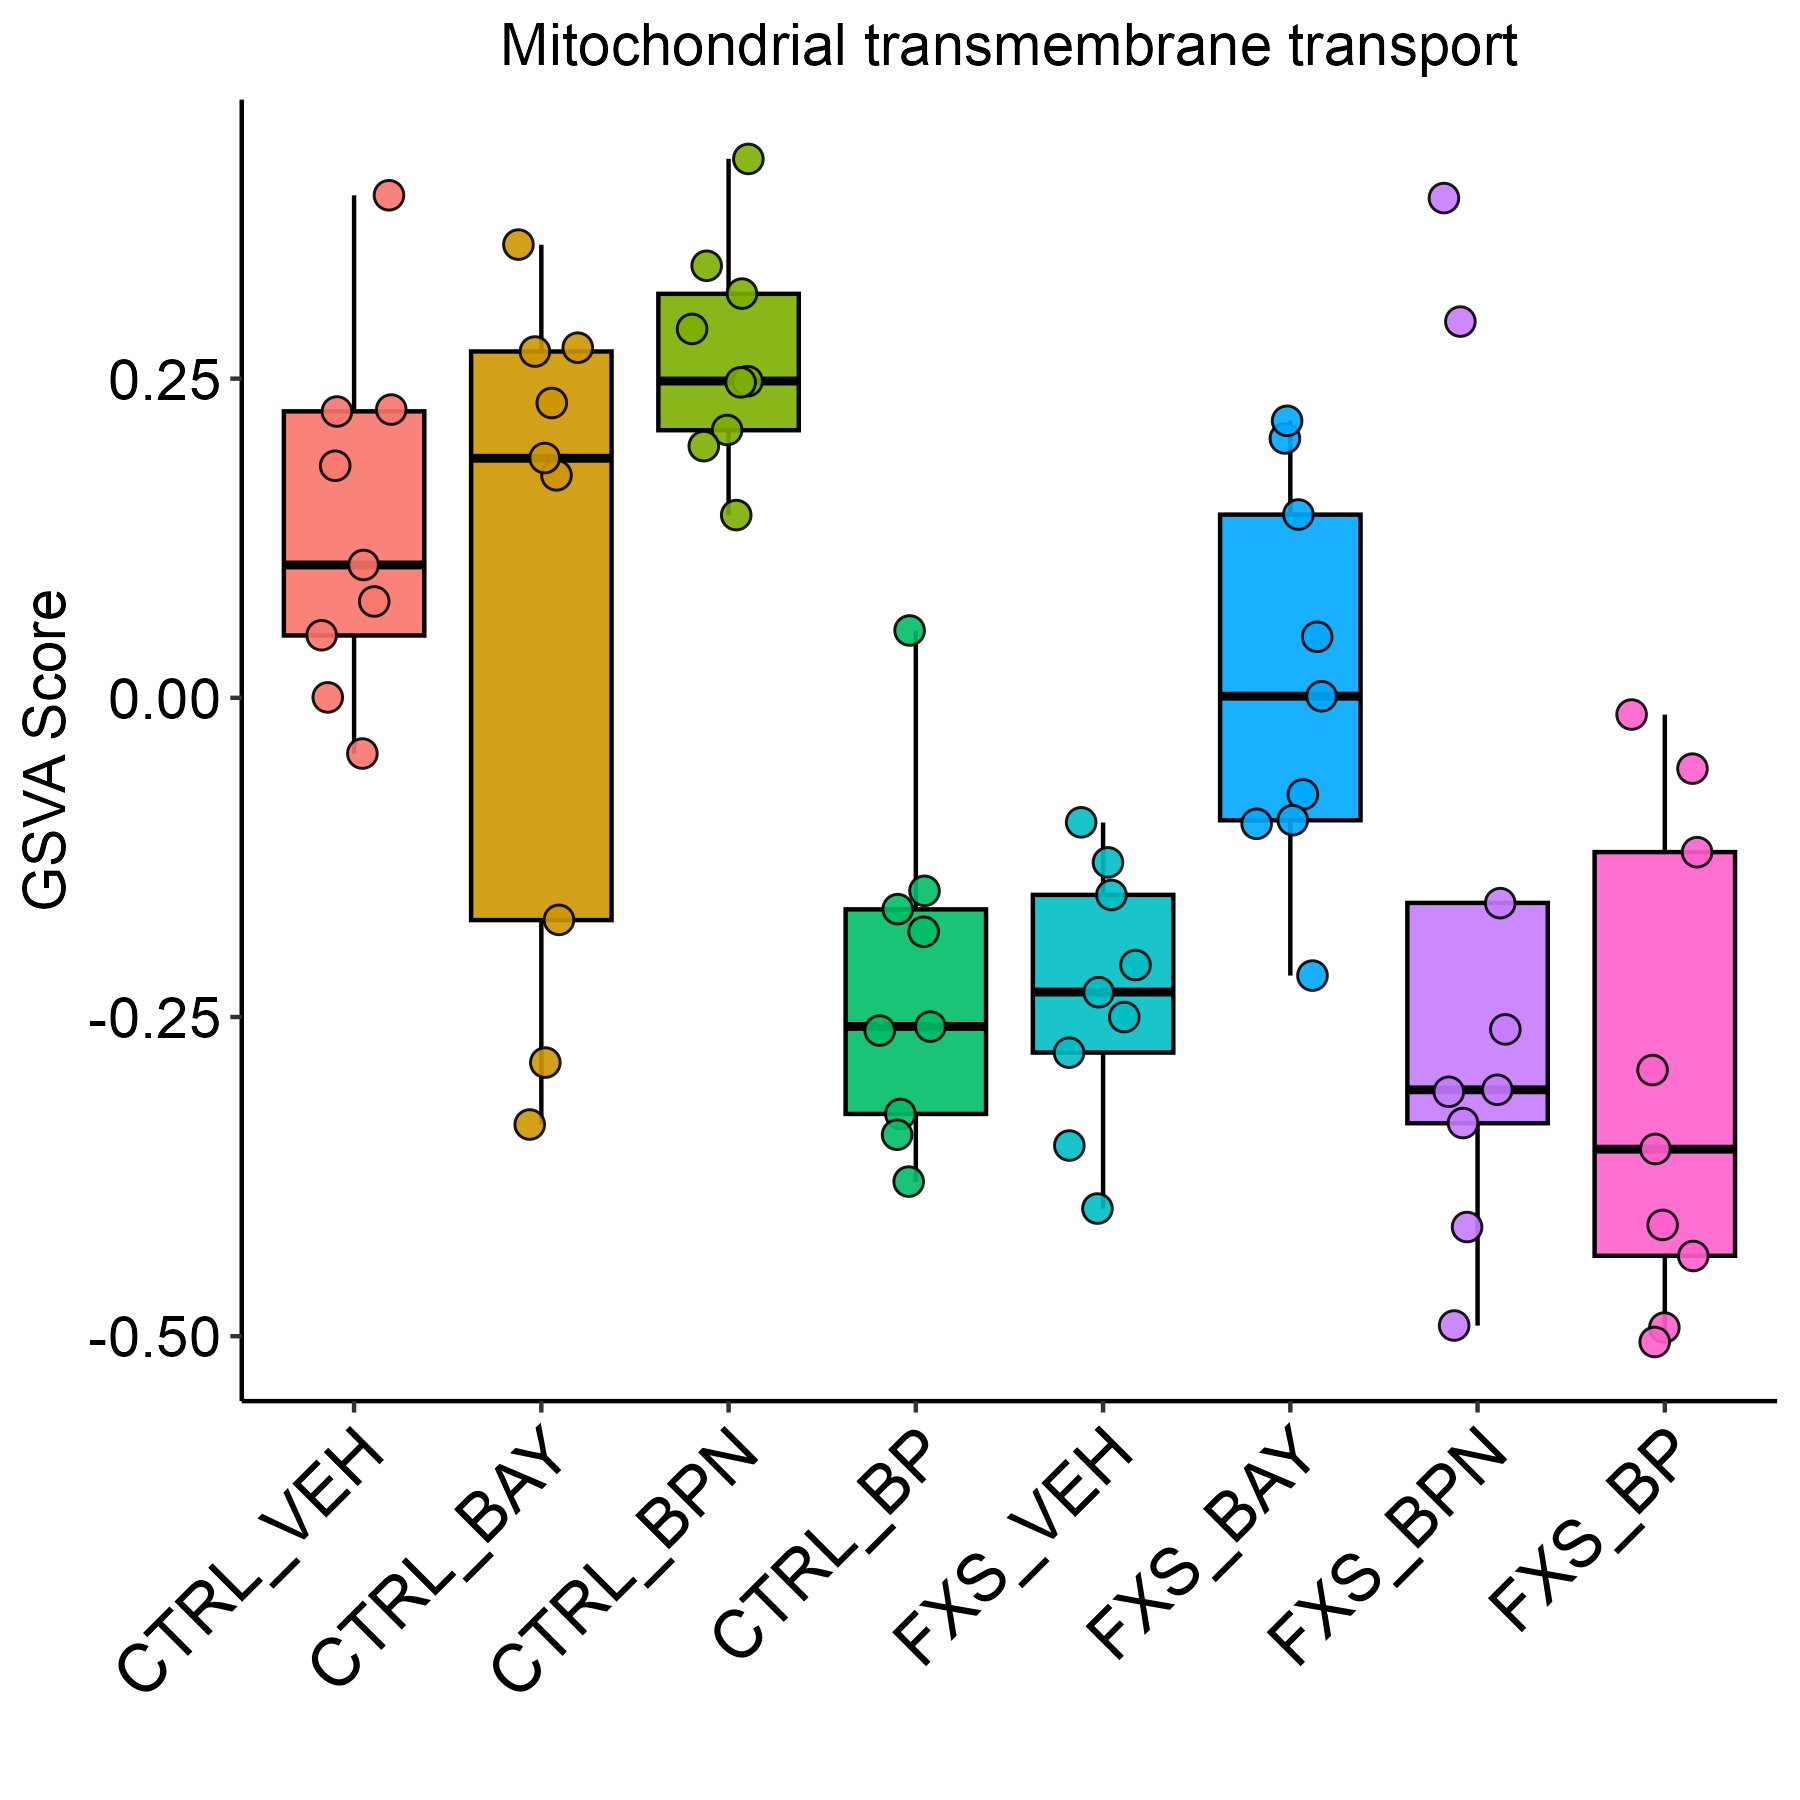 Mitochondrial transmembrane transport
GSVA Score
0.25
0.00
-0.25
-0.50
CTRL_VEH
CTRL_BAY
CTRL_BPN
CTRL_BP
FXS_VEH
FXS_BAY
FXS_BPN
FXS_BP